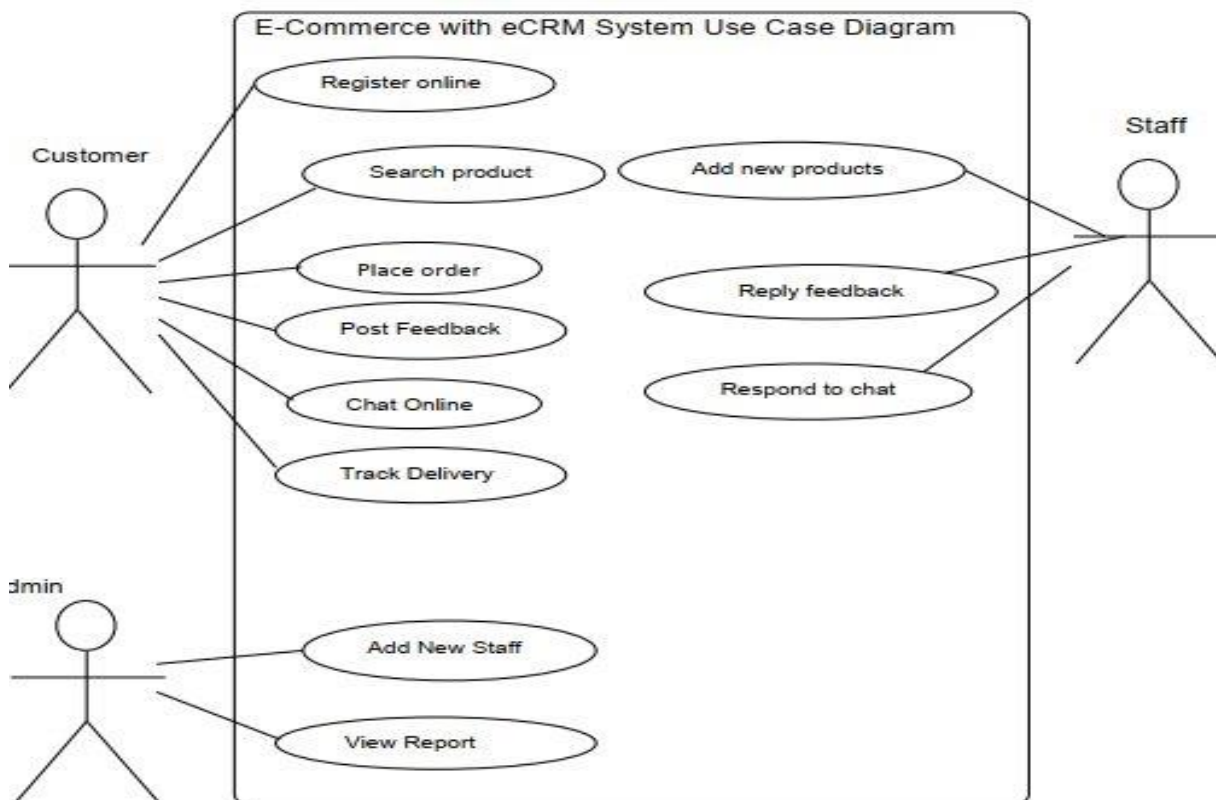 E-Commerce with eCRM System Use Case Diagram
Register online
Staff
Customer
Search product
Add new products
Place order
Reply feedback
Post Feedback
Respond to chat
Chat Online
Track Delivery
dmin
Add New Staff
View Report